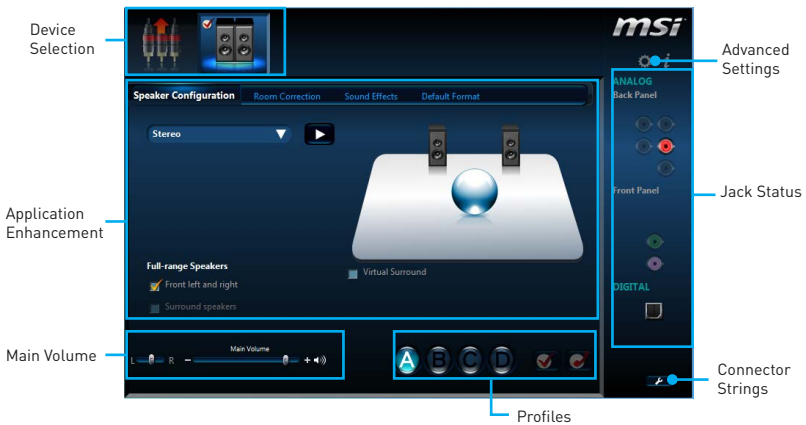 Device
Selection
msi
Advanced
Settings
i
ANALOG
Back Panel
Speaker Configuration Room Correction Sound Effects Default Format
Stereo
Jack Status
Front Panel
Application
Enhancement
Full-range Speakers
Front left and right
Virtual Surround
Surround speakers
DIGITAL
Main Volume
Main Volume
L R - +
A B C D
Connector
Strings
Profiles